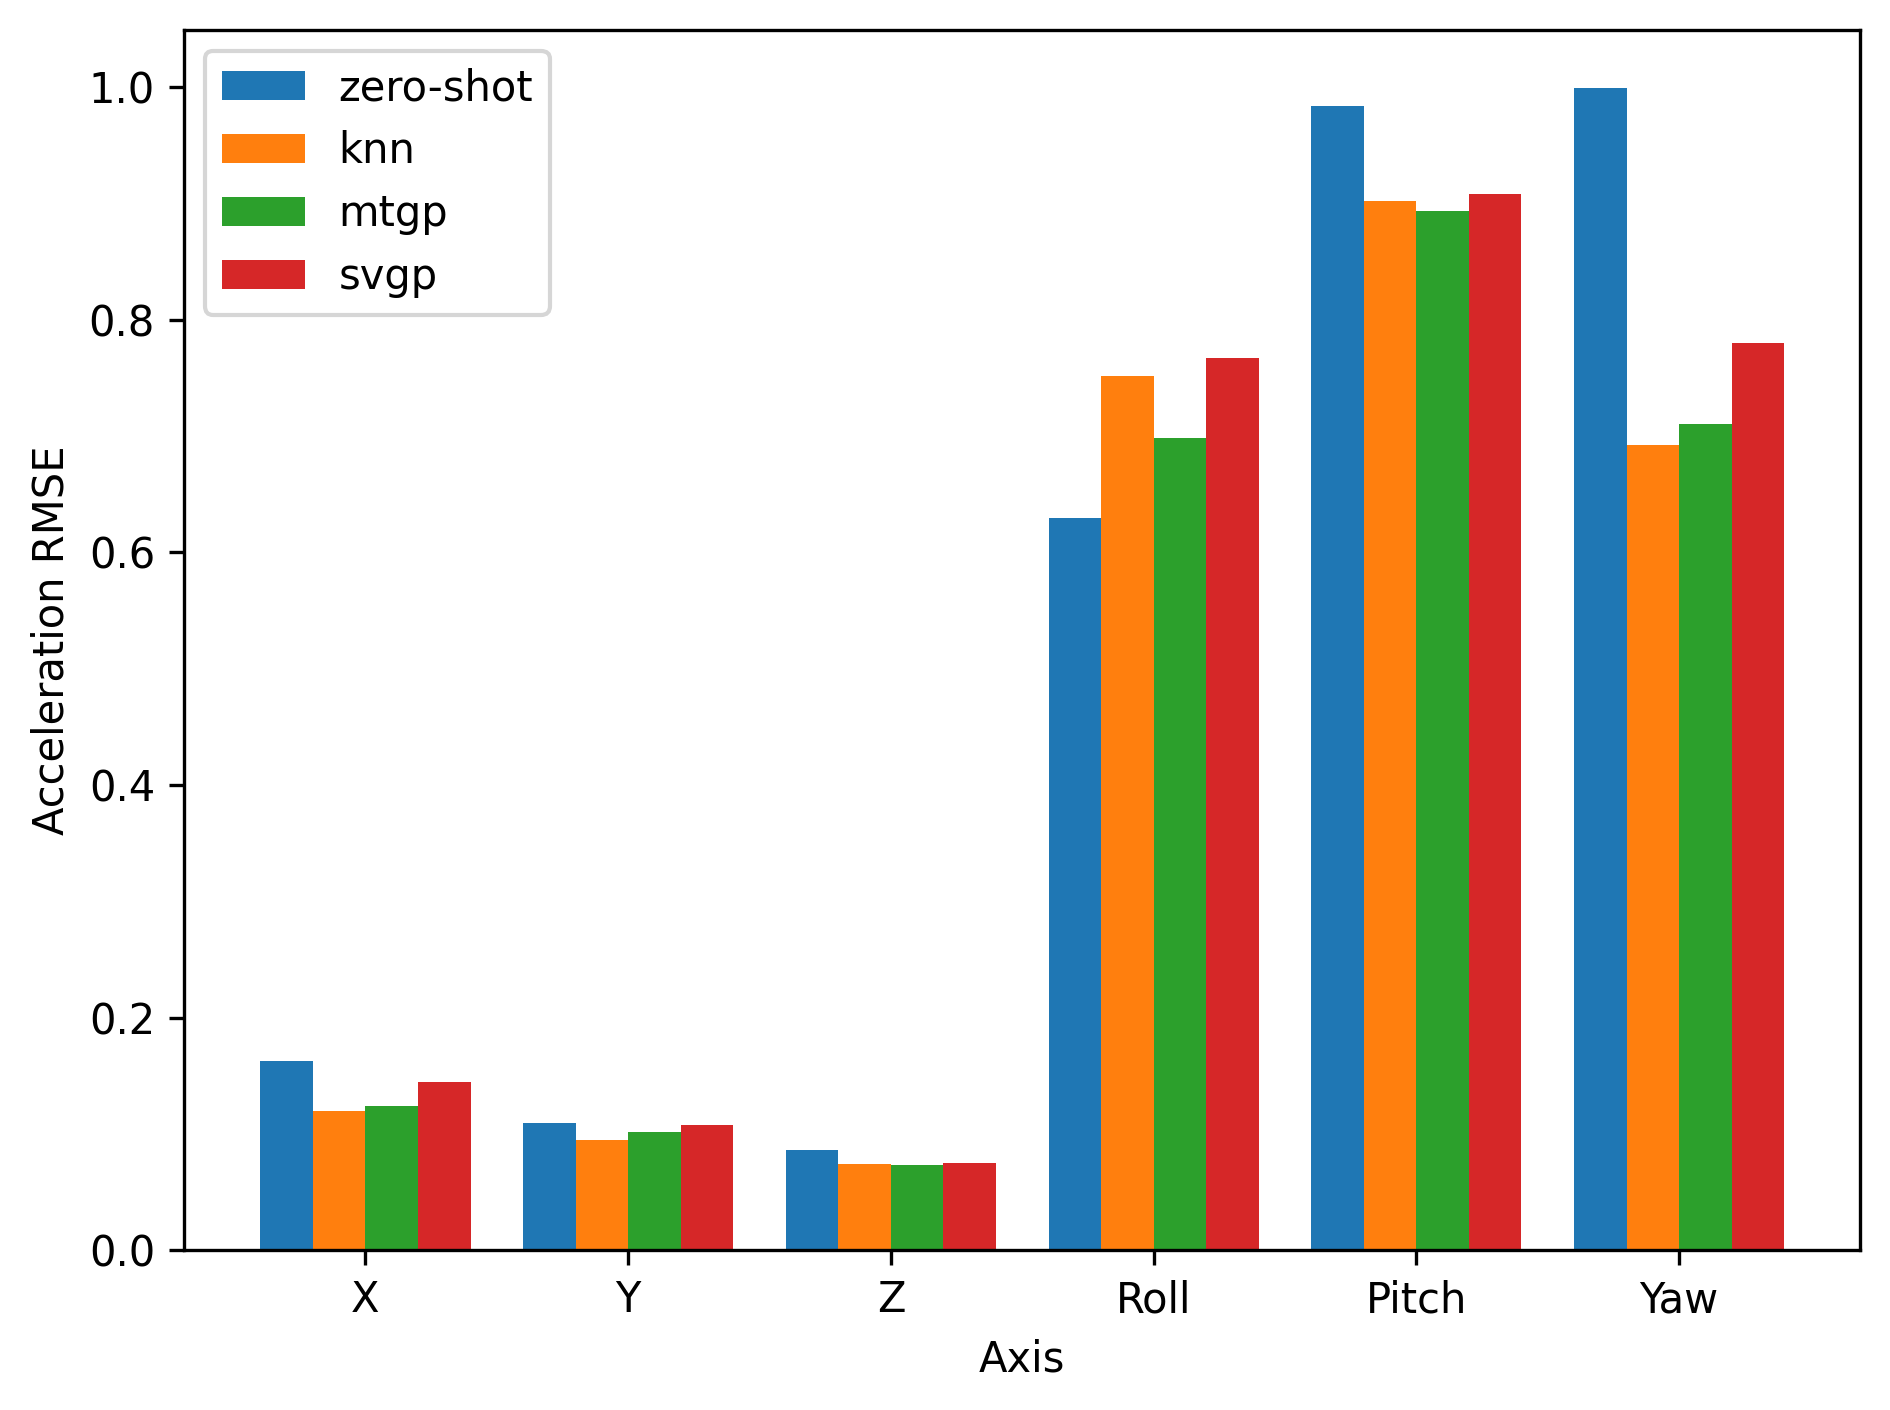 zero-shot
knn
mtgp
svgp
1.0
0.8
0.6
0.4
0.2
0.0
Acceleration RMSE
X Y Z Roll Pitch Yaw
Axis